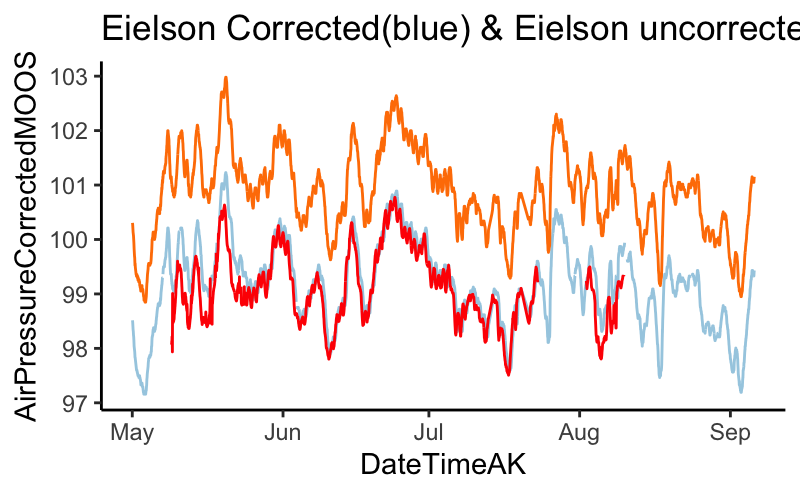 Eielson Corrected(blue) & Eielson uncorrecte
AirPressureCorrectedMOOS
103
102
101
100
99
98
97
May Jun Jul Aug Sep
DateTimeAK